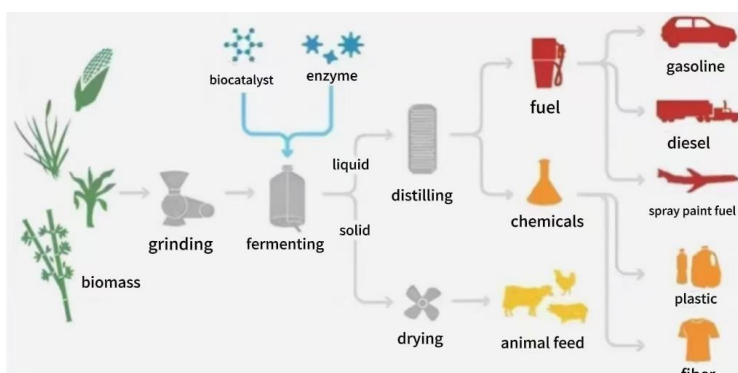 biocatalyst
enzyme
fuel
gasoline
diesel
liquid
distilling
spray paint fuel
chemicals
grinding
fermenting
solid
biomass
plastic
drying
animal feed
fiber